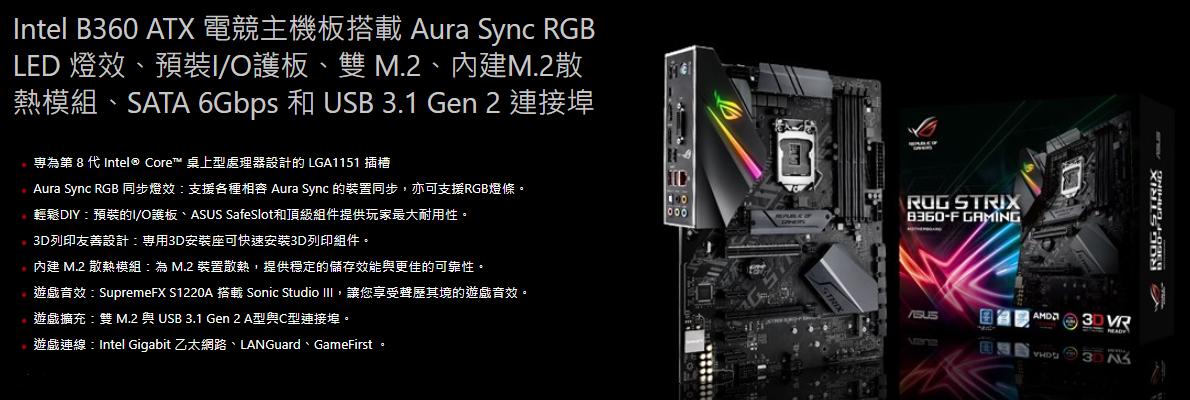 Intel B360 ATX 電競主機板搭載 Aura Sync RGB
LED 燈效、預裝I/O護板、雙 M.2、內建M.2散
熱模組、SATA 6Gbps 和 USB 3.1 Gen 2 連接埠
專為第 8 代 Intel® Core™ 桌上型處理器設計的 LGA1151 插槽
Aura Sync RGB 同步燈效：支援各種相容 Aura Sync 的裝置同步，亦可支援RGB燈條。
輕鬆DIY：預裝的I/O護板、ASUS SafeSlot和頂級組件提供玩家最大耐用性。
3D列印友善設計：專用3D安裝座可快速安裝3D列印組件。
內建 M.2 散熱模組：為 M.2 裝置散熱，提供穩定的儲存效能與更佳的可靠性。
遊戲音效：SupremeFX S1220A 搭載 Sonic Studio III，讓您享受聲歷其境的遊戲音效。
遊戲擴充：雙 M.2 與 USB 3.1 Gen 2 A型與C型連接埠。
遊戲連線：Intel Gigabit 乙太網路、LANGuard、GameFirst 。
REPUBLIC OF
GAMERS
STRIX
REPUBLIC OF
GAMERS
ROG STRIX
B360-F GAMING
MOTHERBOARD
ASUS
AMD
3D VR
READY
ASUS
ROG STRIX
B360-F GAMING